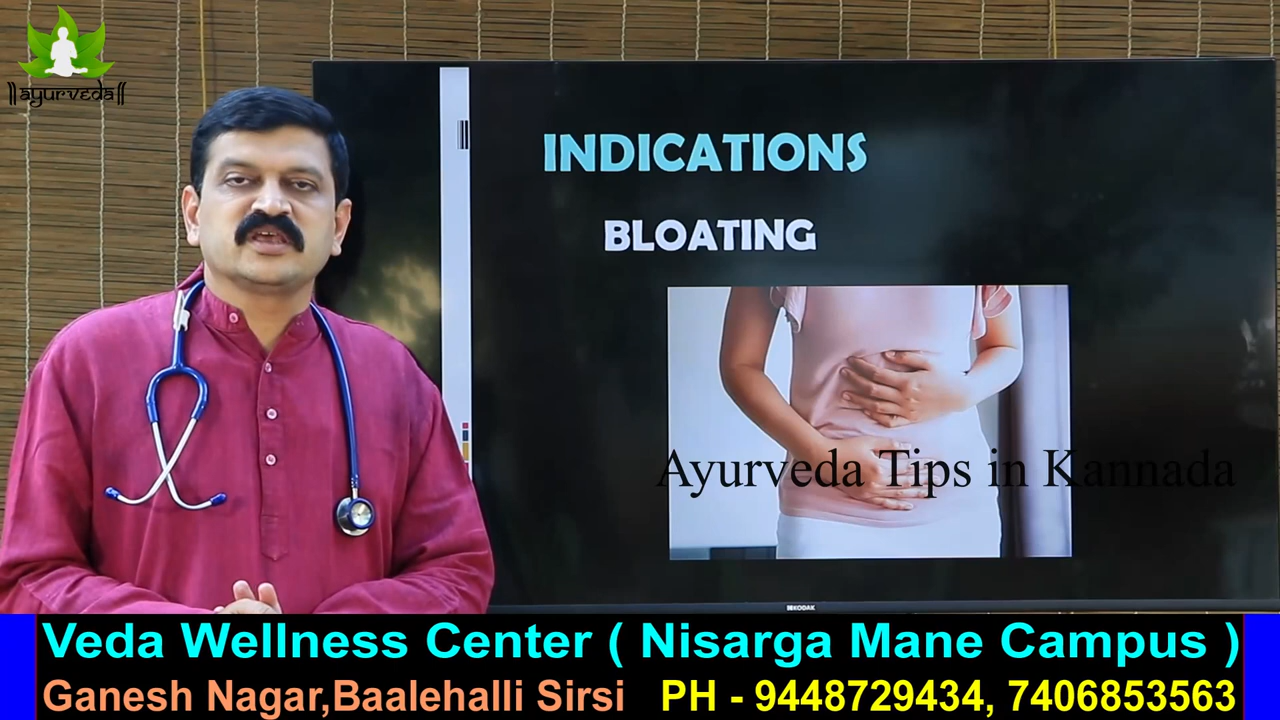 ||ayurveda||
INDICATIONS
BLOATING
Ayurveda Tips in Kannada
KODAK
Veda Wellness Center ( Nisarga Mane Campus )
Ganesh Nagar,Baalehalli Sirsi PH - 9448729434, 7406853563